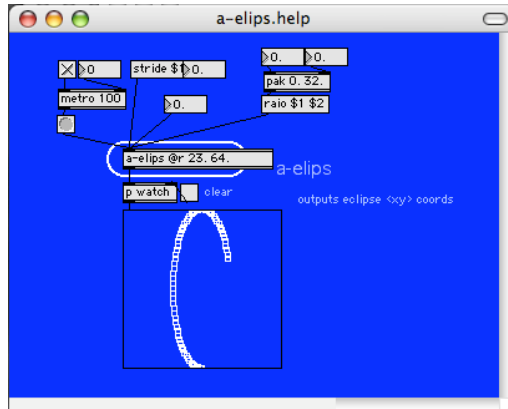 a-elips.help
0
stride $1
0.
0.
0.
metro 100
0.
pak 0. 32.
raio $1 $2
a-elips @r 23. 64.
a-elips
p watch
clear
outputs eclipse <xy> coords